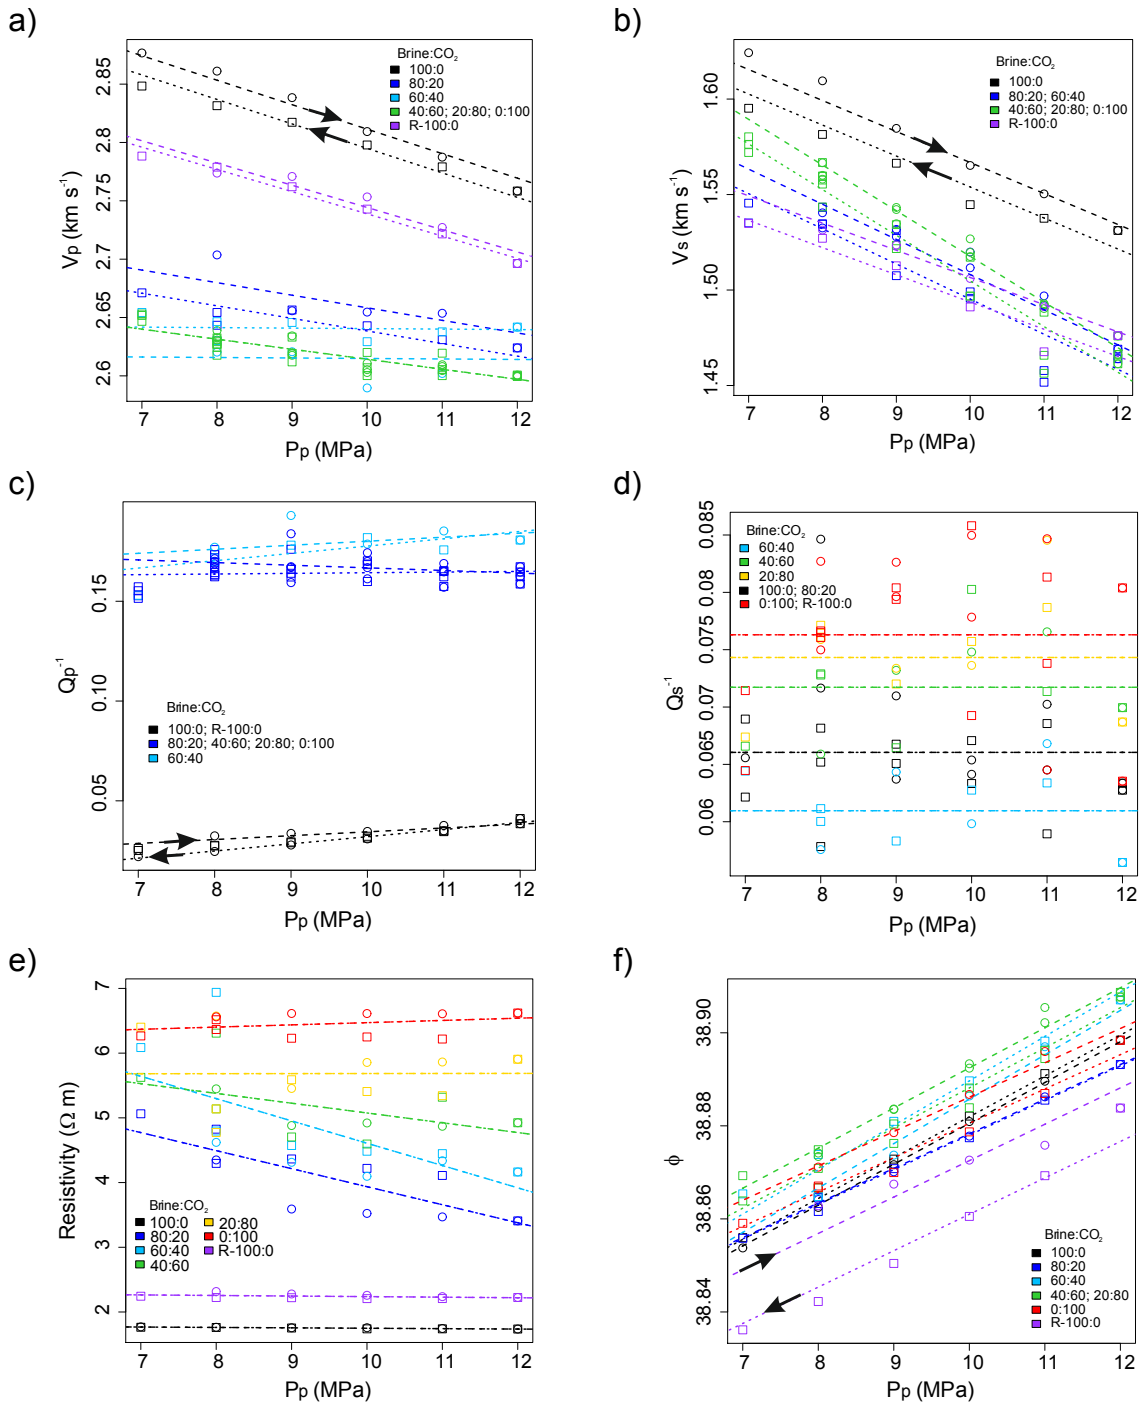 a)
Vp (km s-1)
2.85
2.8
2.75
2.7
2.65
2.6
Brine:CO2
100:0
80:20
60:40
40:60; 20:80; 0:100
R-100:0
7 8 9 10 11 12
Pp (MPa)
b)
Vs (km s-1)
1.60
1.55
1.50
1.45
Brine:CO2
100:0
80:20; 60:40
40:60; 20:80; 0:100
R-100:0
7 8 9 10 11 12
Pp (MPa)
c)
Qp-1
0.15
0.10
0.05
Brine:CO2
100:0; R-100:0
80:20; 40:60; 20:80; 0:100
60:40
7 8 9 10 11 12
Pp (MPa)
d)
Qs-1
0.085
0.08
0.075
0.07
0.065
0.06
Brine:CO2
60:40
40:60
20:80
100:0; 80:20
0:100; R-100:0
7 8 9 10 11 12
Pp (MPa)
e)
Resistivity (Ω m)
7
6
5
4
3
2
Brine:CO2
100:0 20:80
80:20 0:100
60:40 R-100:0
40:60
7 8 9 10 11 12
Pp (MPa)
f)
ϕ
38.90
38.88
38.86
38.84
Brine:CO2
100:0
80:20
60:40
40:60; 20:80
0:100
R-100:0
7 8 9 10 11 12
Pp (MPa)